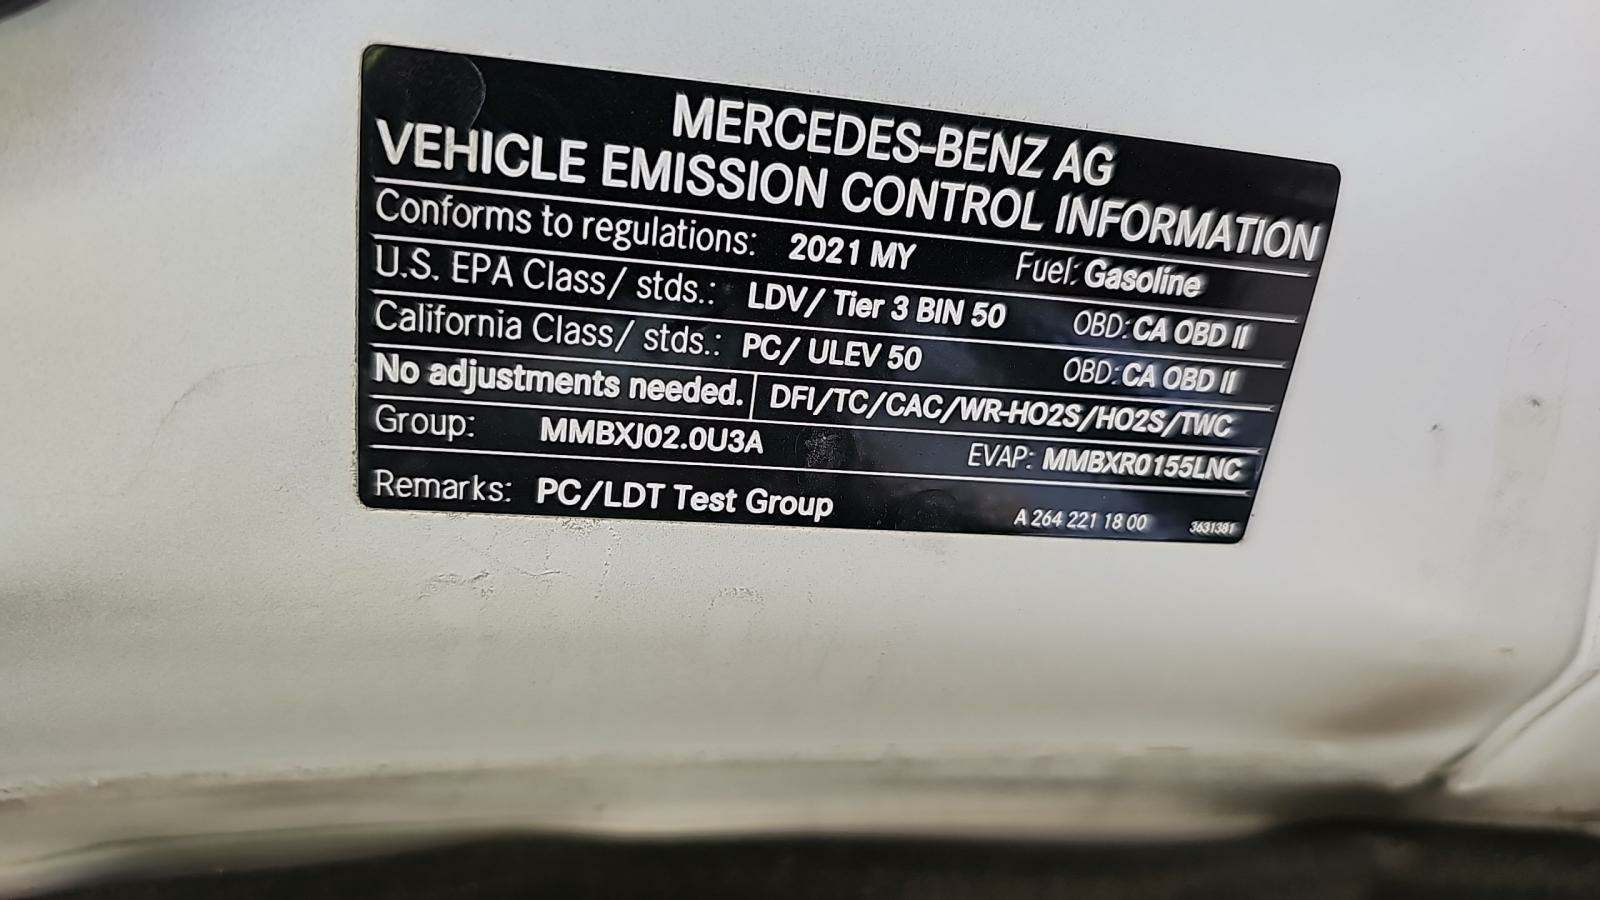 MERCEDES-BENZ AG
VEHICLE EMISSION CONTROL INFORMATION
Conforms to regulations: 2021 MY Fuel: Gasoline
U.S. EPA Class/ stds.: LDV/ Tier 3 BIN 50 OBD: CA OBD II
California Class/ stds.: PC/ ULEV 50 OBD: CA OBD II
No adjustments needed. DFI/TC/CAC/WR-HO2S/HO2S/TWC
Group: MMBXJ02.0U3A EVAP: MMBXR0155LNC
Remarks: PC/LDT Test Group A 264 221 18 00 3631381